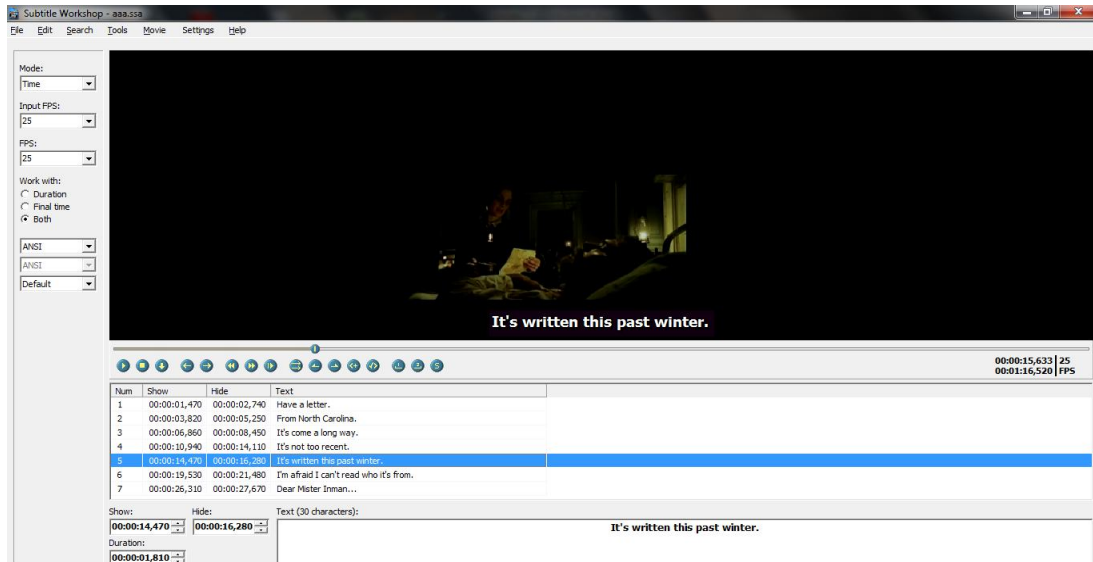 Subtitle Workshop - aaa.ssa
File Edit Search Tools Movie Settings Help
Mode:
Time
Input FPS:
25
FPS:
25
Work with:
Duration
Final time
Both
ANSI
ANSI
Default
It's written this past winter.
00:00:15,633 25
00:01:16,520 FPS
Num Show Hide Text
1 00:00:01,470 00:00:02,740 Have a letter.
2 00:00:03,820 00:00:05,250 From North Carolina.
3 00:00:06,860 00:00:08,450 It's come a long way.
4 00:00:10,940 00:00:14,110 It's not too recent.
5 00:00:14,470 00:00:16,280 It's written this past winter.
6 00:00:19,530 00:00:21,480 I'm afraid I can't read who it's from.
7 00:00:26,310 00:00:27,670 Dear Mister Inman...
Show: Hide: Text (30 characters):
00:00:14,470 00:00:16,280 It's written this past winter.
Duration:
00:00:01,810